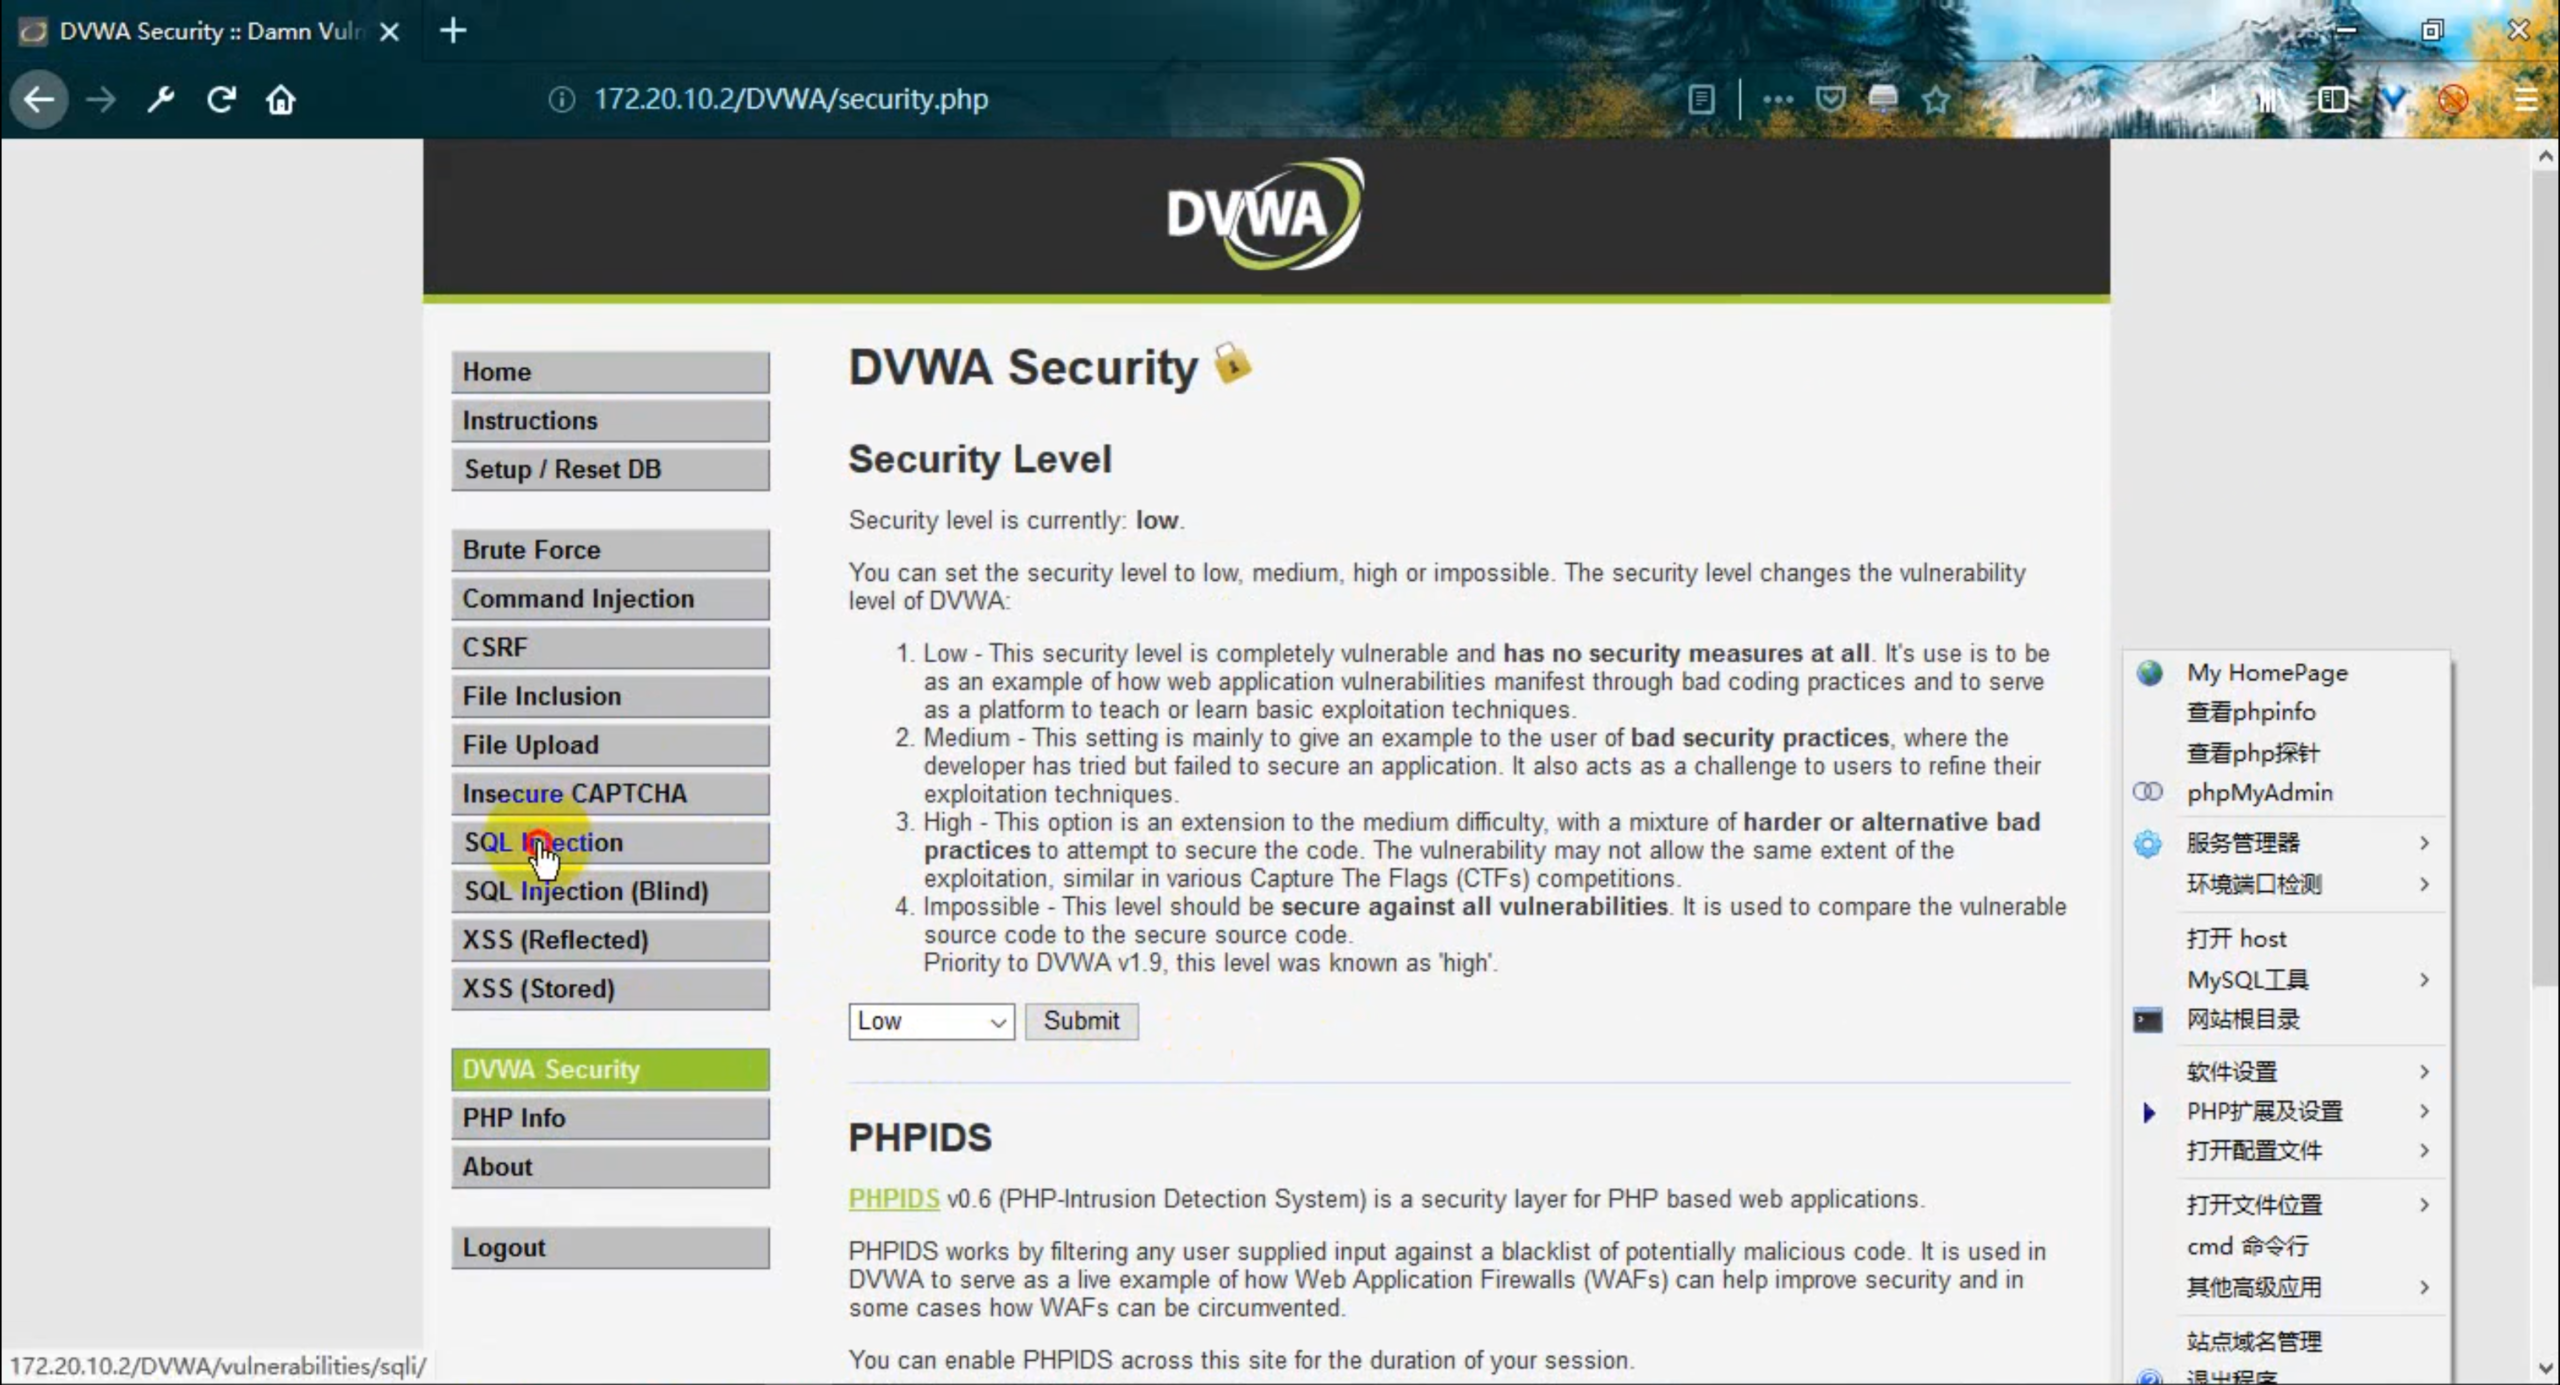 DVWA Security :: Damn Vuln
172.20.10.2/DVWA/security.php
DVWA
Home
Instructions
Setup / Reset DB
Brute Force
Command Injection
CSRF
File Inclusion
File Upload
Insecure CAPTCHA
SQL Injection
SQL Injection (Blind)
XSS (Reflected)
XSS (Stored)
DVWA Security
PHP Info
About
Logout
DVWA Security
Security Level
Security level is currently: low.
You can set the security level to low, medium, high or impossible. The security level changes the vulnerability
level of DVWA:
1. Low - This security level is completely vulnerable and has no security measures at all. It's use is to be
as an example of how web application vulnerabilities manifest through bad coding practices and to serve
as a platform to teach or learn basic exploitation techniques.
2. Medium - This setting is mainly to give an example to the user of bad security practices, where the
developer has tried but failed to secure an application. It also acts as a challenge to users to refine their
exploitation techniques.
3. High - This option is an extension to the medium difficulty, with a mixture of harder or alternative bad
practices to attempt to secure the code. The vulnerability may not allow the same extent of the
exploitation, similar in various Capture The Flags (CTFs) competitions.
4. Impossible - This level should be secure against all vulnerabilities. It is used to compare the vulnerable
source code to the secure source code.
Priority to DVWA v1.9, this level was known as 'high'.
Low
Submit
PHPIDS
PHPIDS v0.6 (PHP-Intrusion Detection System) is a security layer for PHP based web applications.
PHPIDS works by filtering any user supplied input against a blacklist of potentially malicious code. It is used in
DVWA to serve as a live example of how Web Application Firewalls (WAFs) can help improve security and in
some cases how WAFs can be circumvented.
You can enable PHPIDS across this site for the duration of your session.
My HomePage
查看phpinfo
查看php探针
phpMyAdmin
服务管理器
环境端口检测
打开 host
MySQL工具
网站根目录
软件设置
PHP扩展及设置
打开配置文件
打开文件位置
cmd 命令行
其他高级应用
站点域名管理
退出程序
172.20.10.2/DVWA/vulnerabilities/sqli/